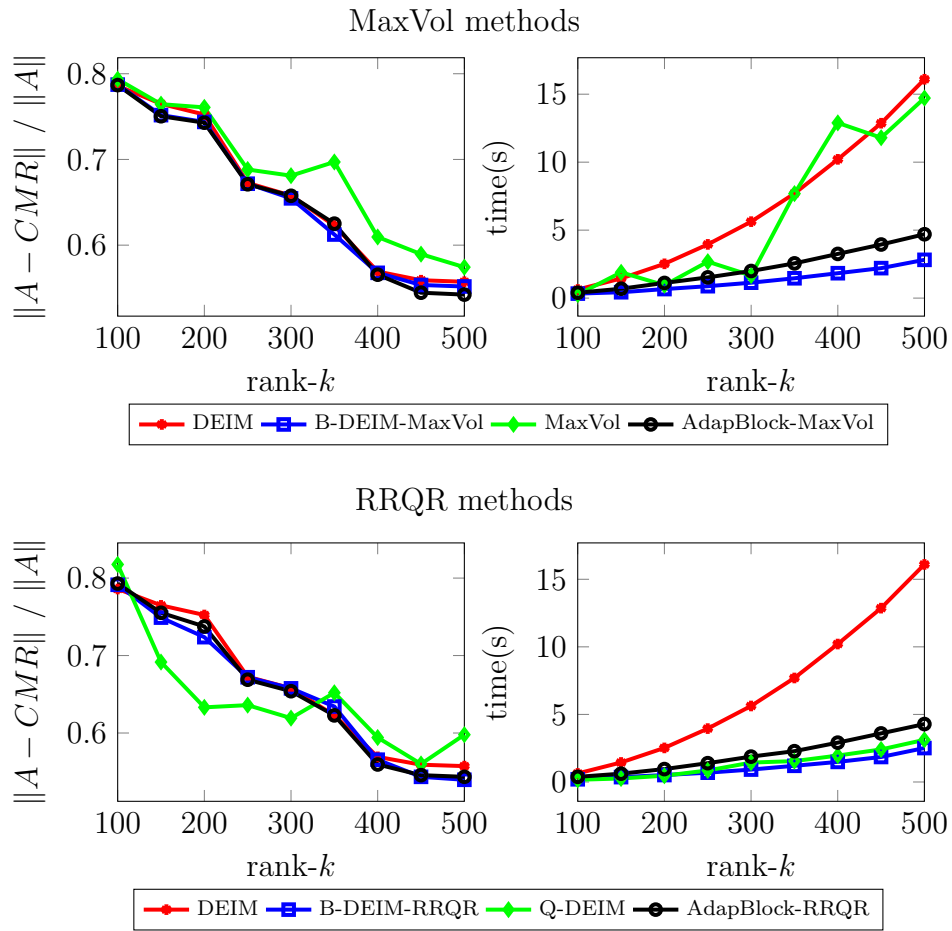 MaxVol methods
‖A − CMR‖ / ‖A‖
0.8
0.7
0.6
100 200 300 400 500
rank-k
time(s)
15
10
5
0
100 200 300 400 500
rank-k
DEIM B-DEIM-MaxVol MaxVol AdapBlock-MaxVol
RRQR methods
‖A − CMR‖ / ‖A‖
0.8
0.7
0.6
100 200 300 400 500
rank-k
time(s)
15
10
5
0
100 200 300 400 500
rank-k
DEIM B-DEIM-RRQR Q-DEIM AdapBlock-RRQR